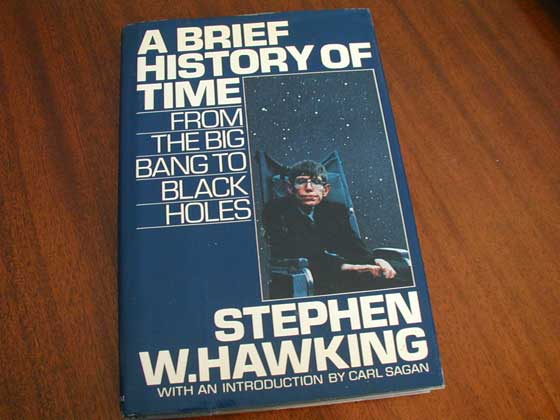 A BRIEF
HISTORY OF
TIME
FROM
THE BIG
BANG TO
BLACK
HOLES
STEPHEN
W.HAWKING
WITH AN INTRODUCTION BY CARL SAGAN